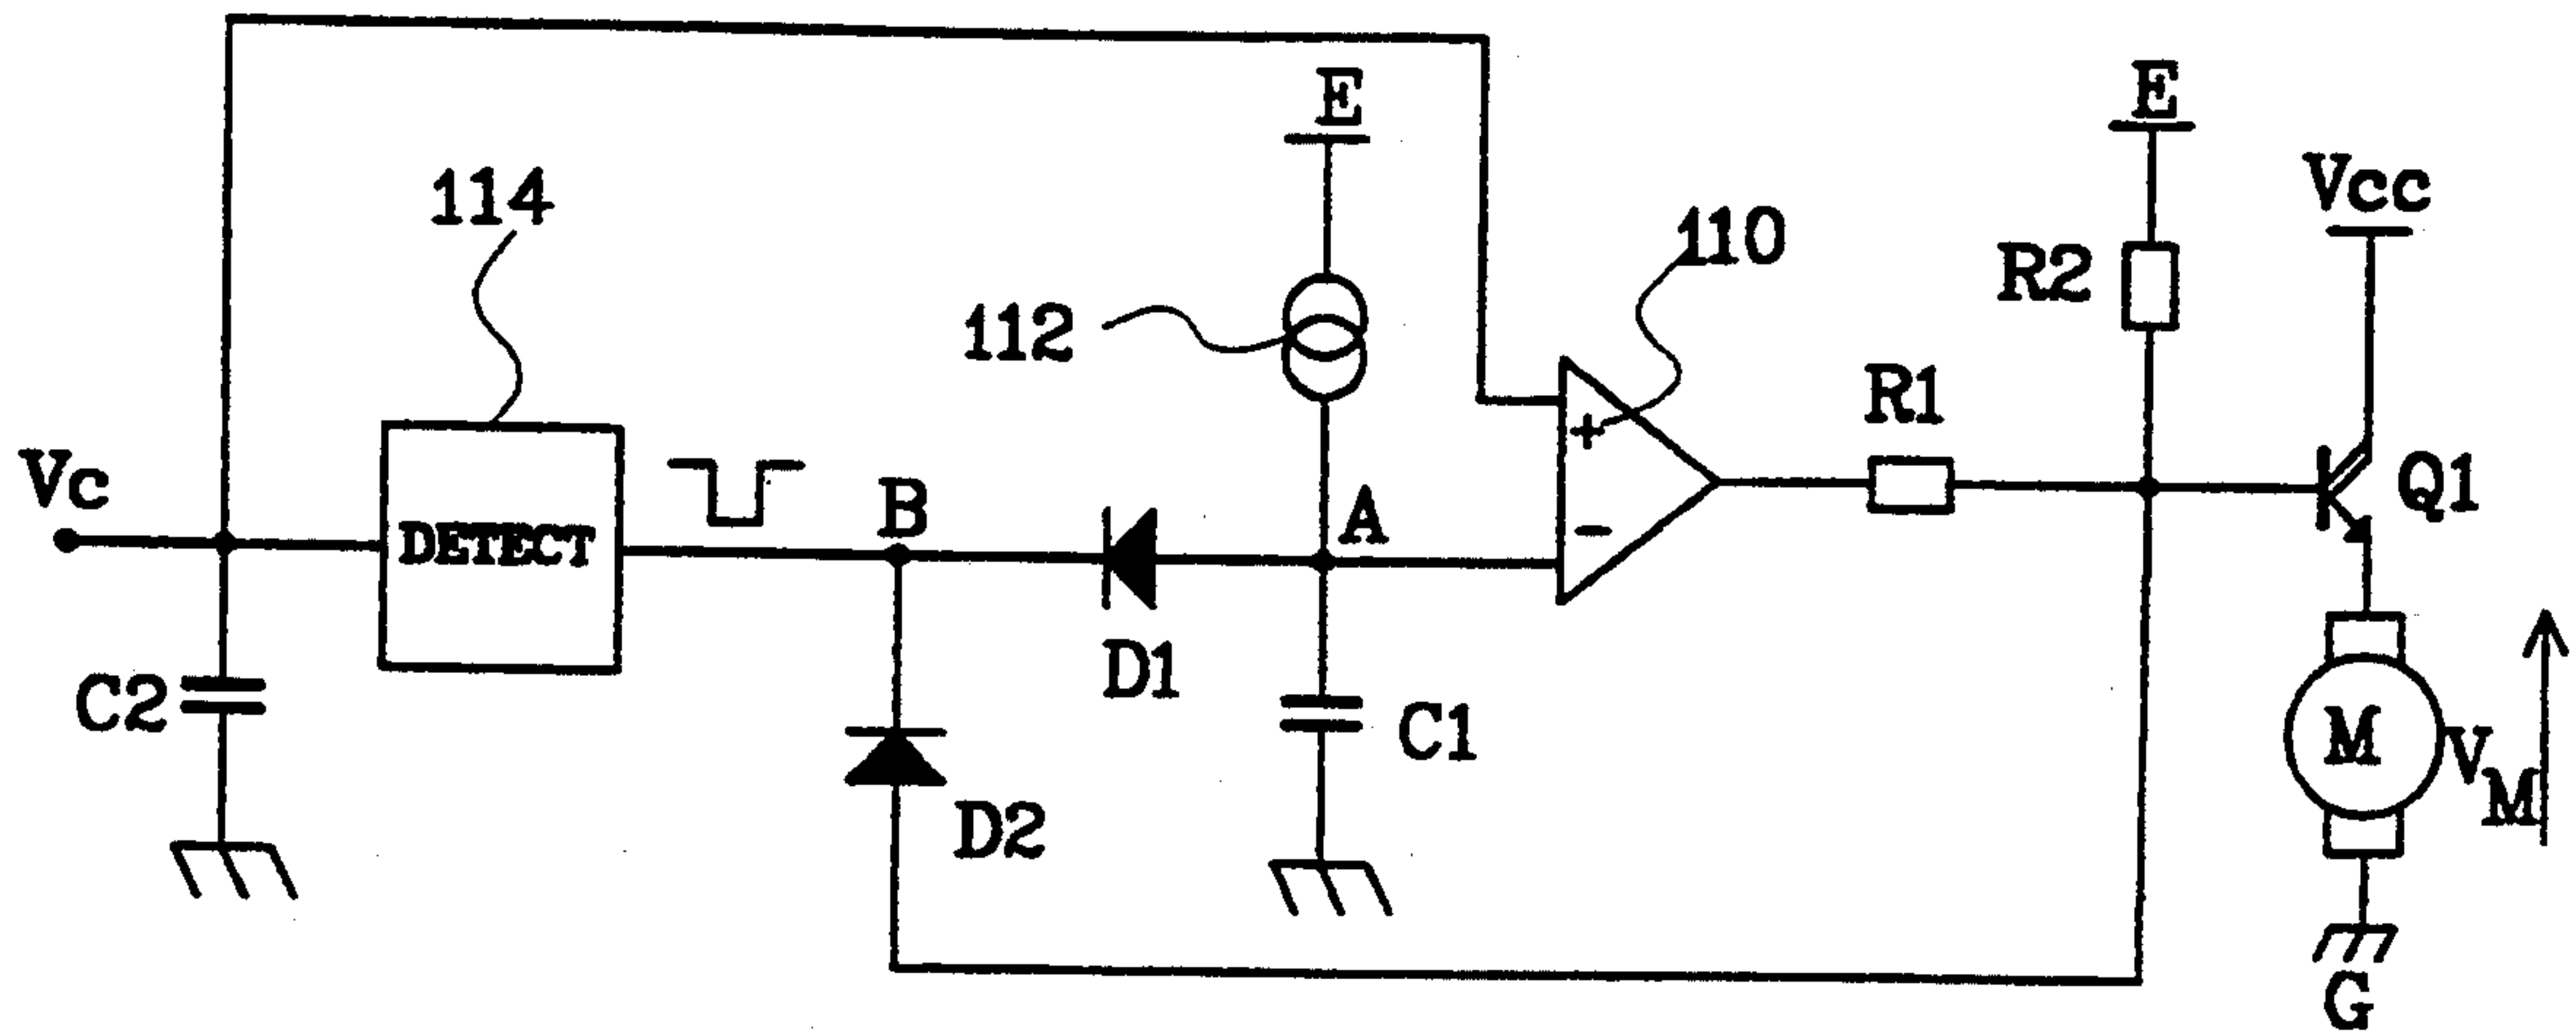 E
E
Vcc
114
110
R2
112
R1
Vc
DETECT
B
A
+
-
Q1
D1
C2
C1
M
VM
D2
G